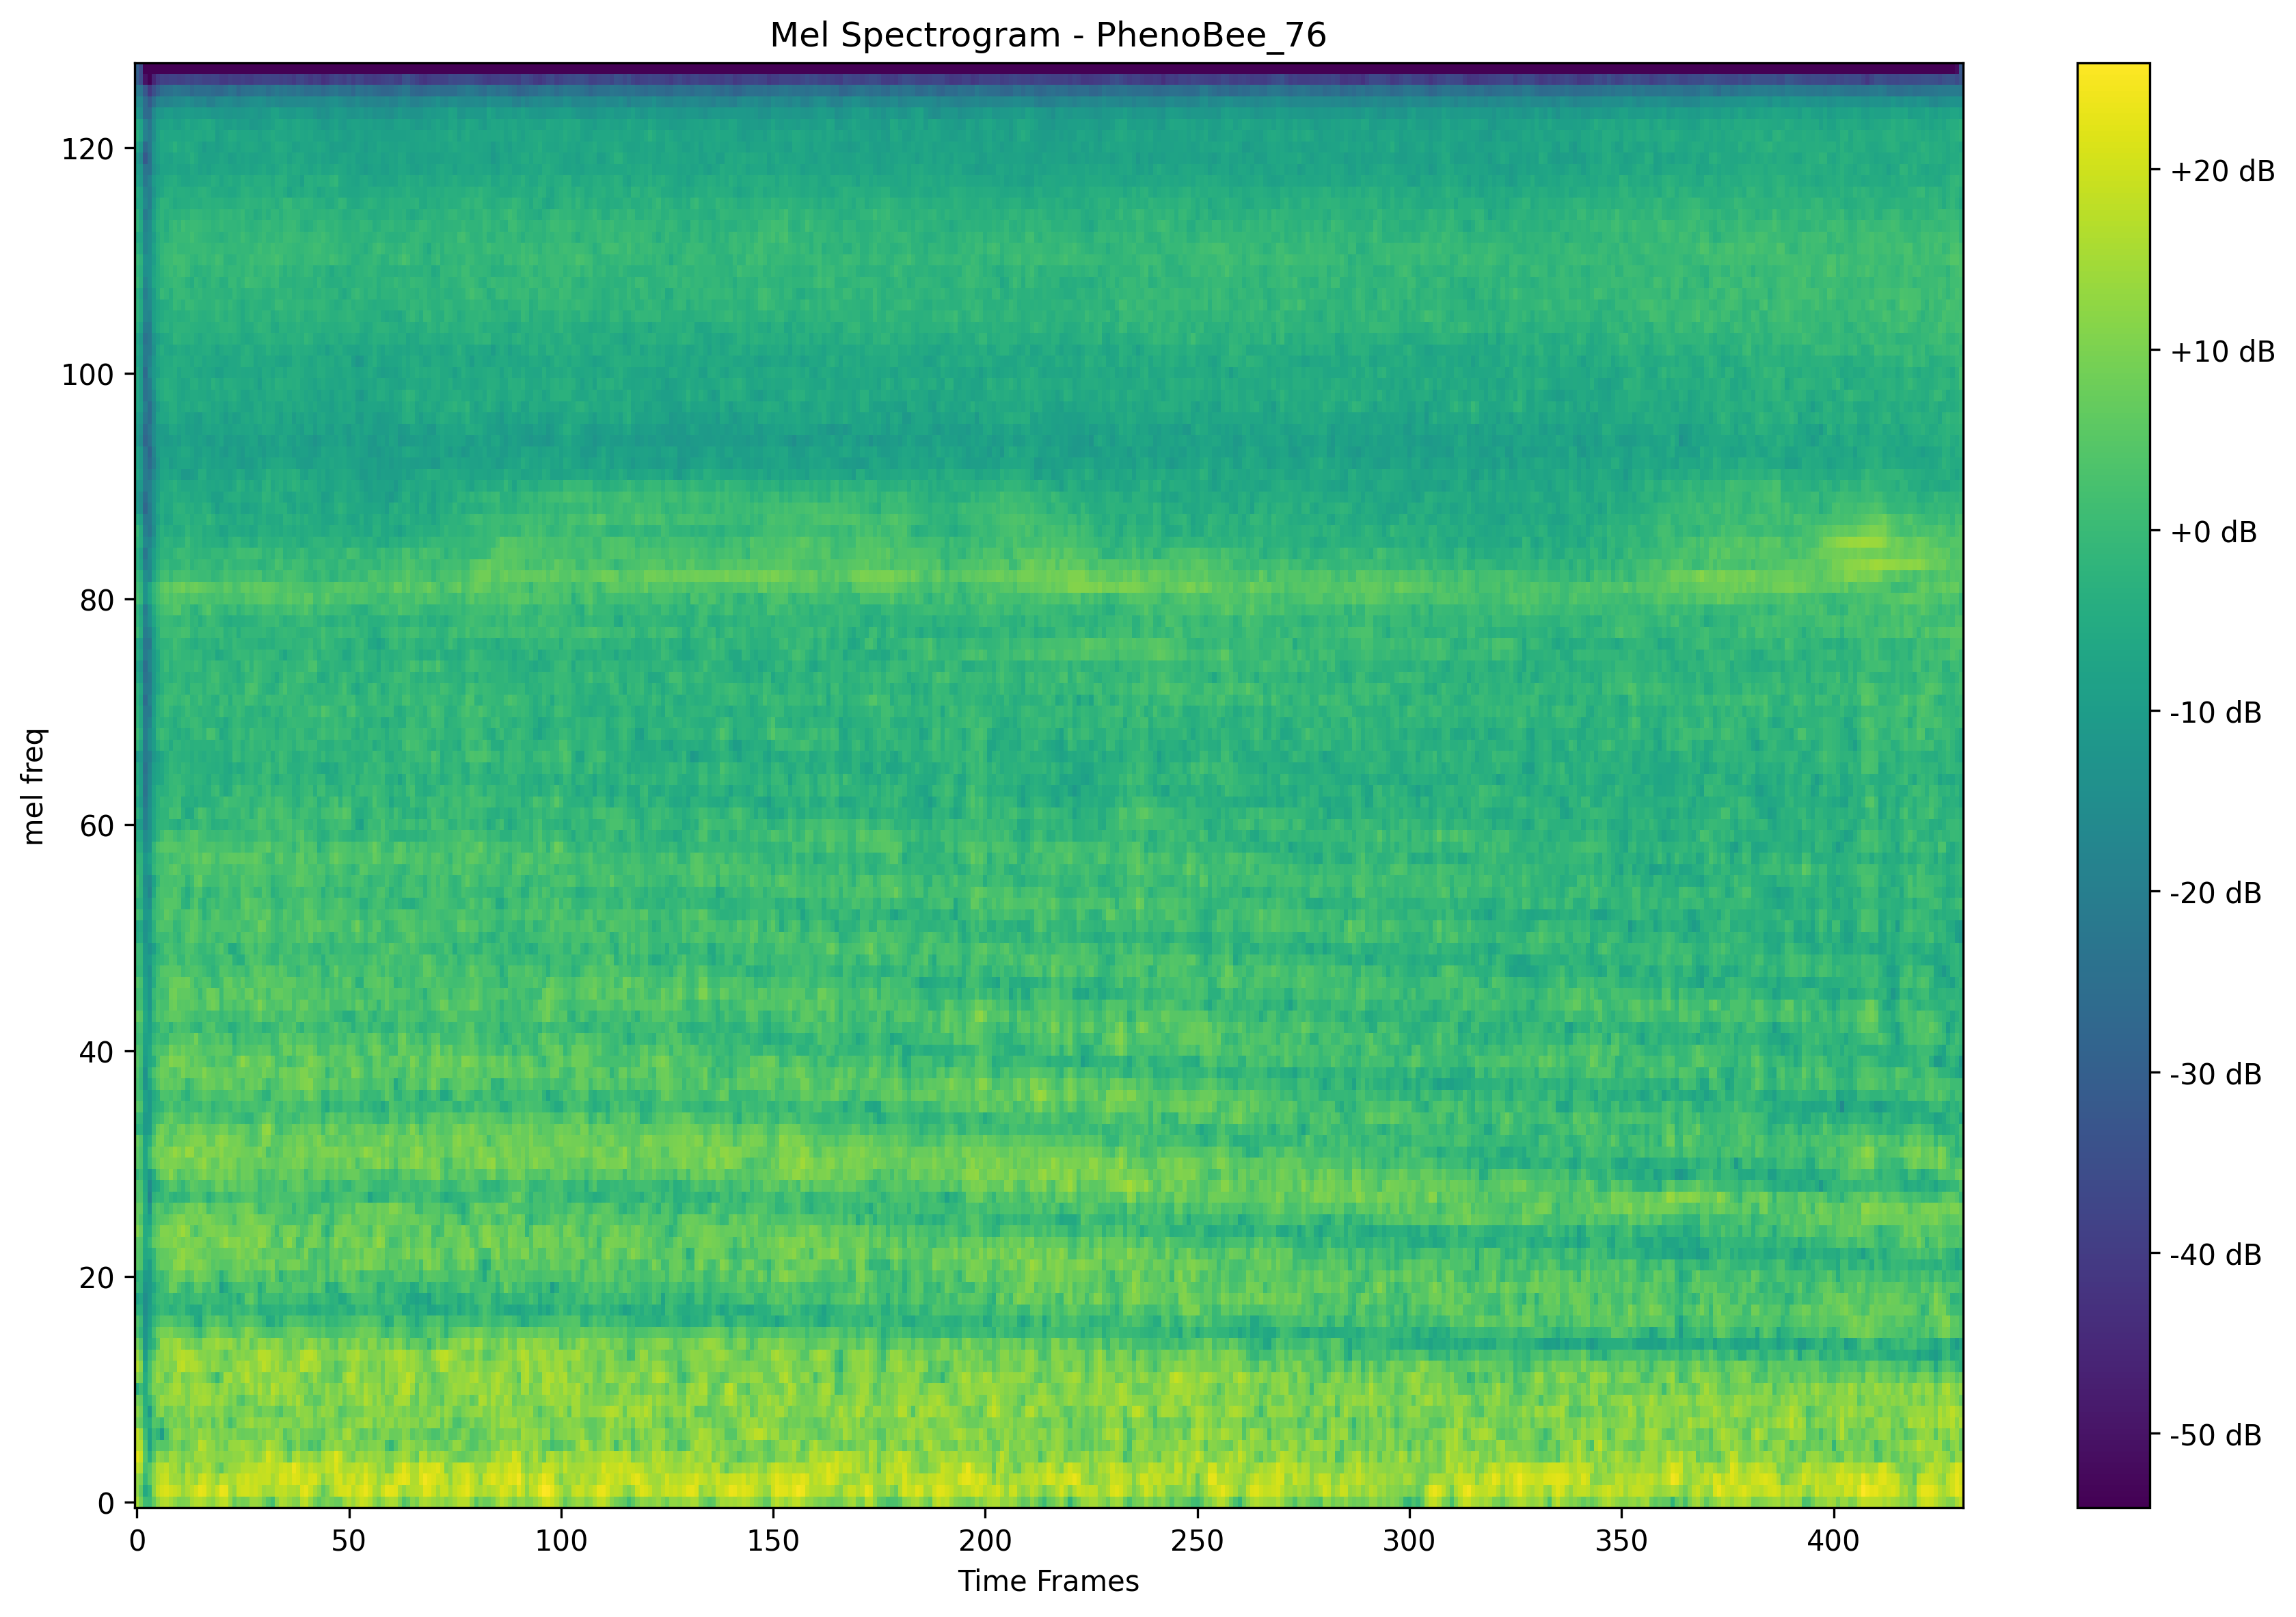 Mel Spectrogram - PhenoBee_76
mel freq
120
100
80
60
40
20
0
0 50 100 150 200 250 300 350 400
Time Frames
+20 dB
+10 dB
+0 dB
-10 dB
-20 dB
-30 dB
-40 dB
-50 dB